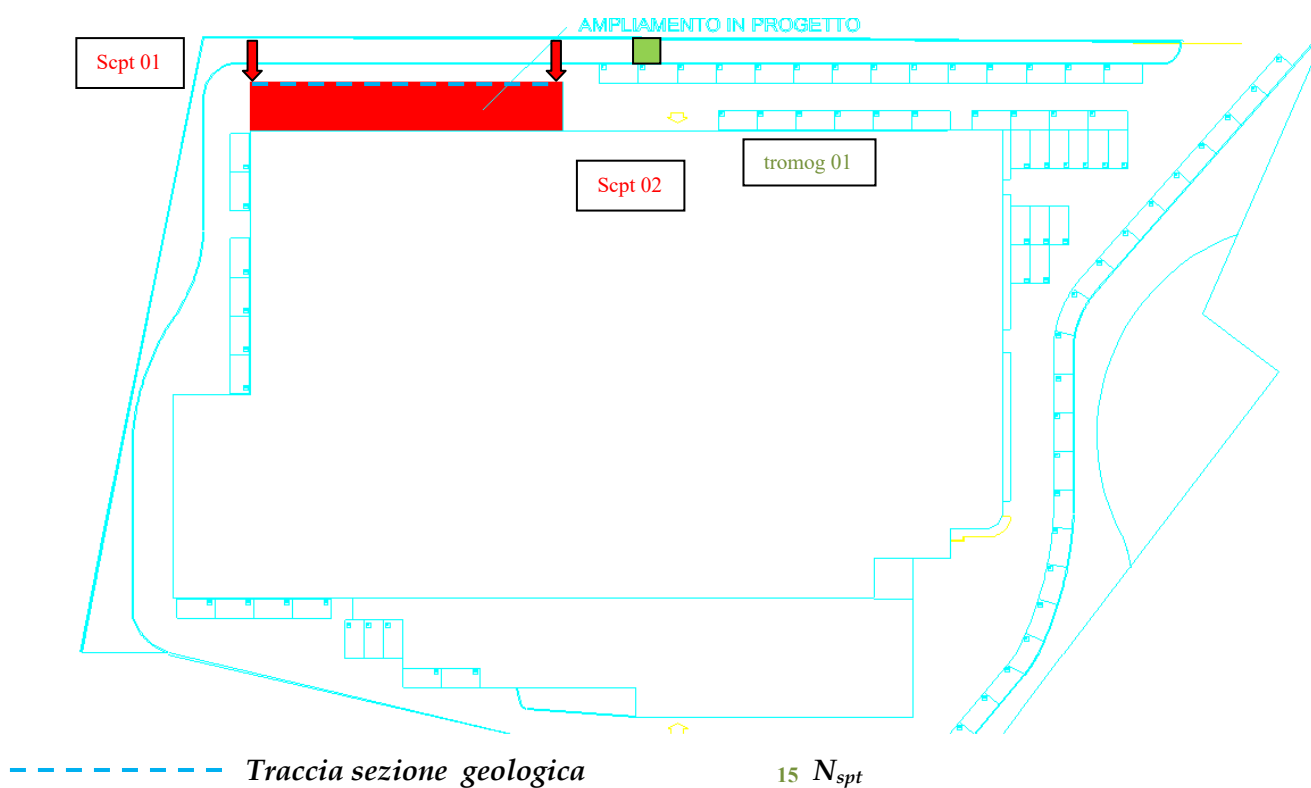 AMPLIAMENTO IN PROGETTO
Scpt 01
tromog 01
Scpt 02
Traccia sezione geologica
15 Nspt